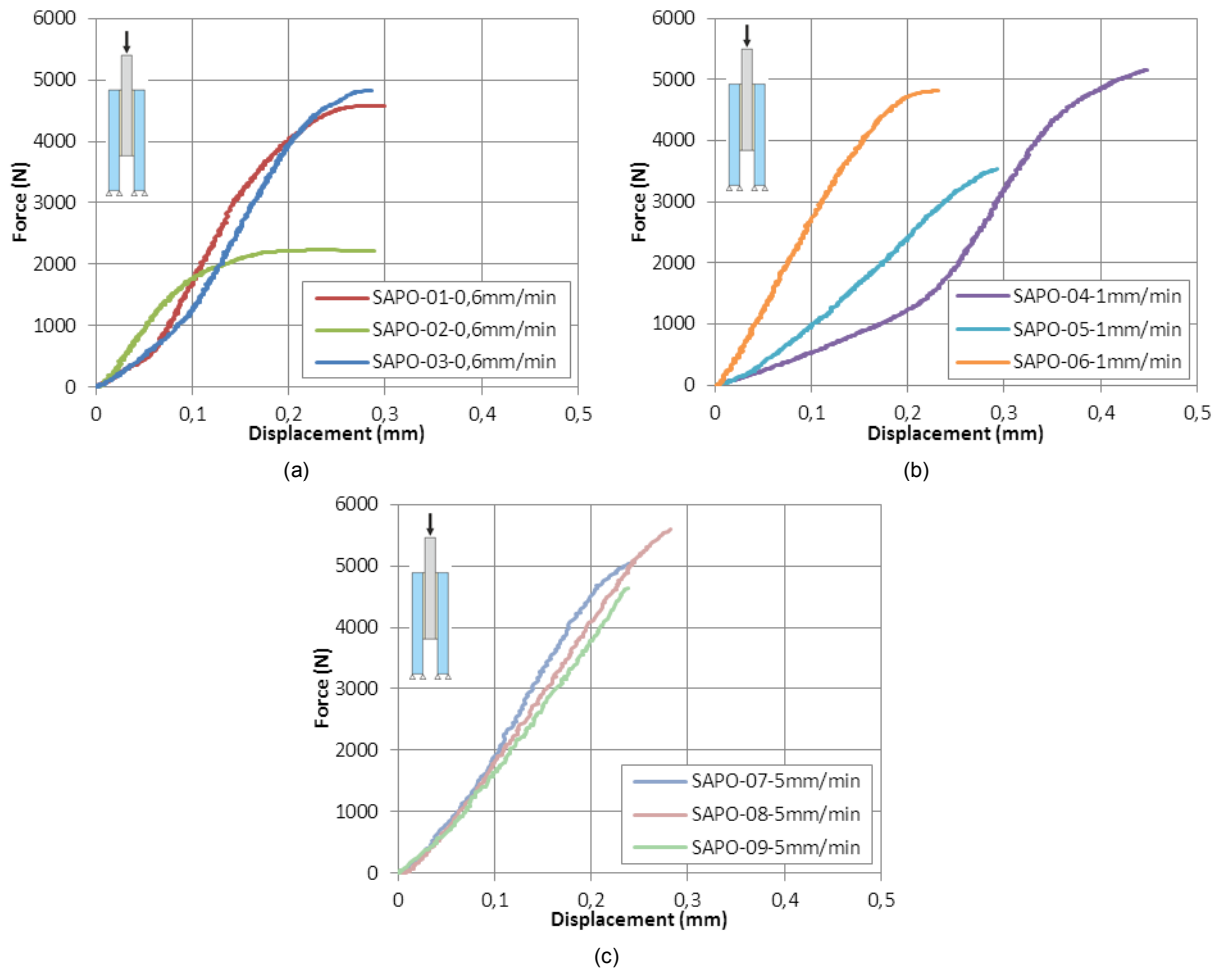 6000
5000
4000
3000
2000
1000
0
Force (N)
0 0,1 0,2 0,3 0,4 0,5
Displacement (mm)
SAPO-01-0,6mm/min
SAPO-02-0,6mm/min
SAPO-03-0,6mm/min
(a)
6000
5000
4000
3000
2000
1000
0
Force (N)
0 0,1 0,2 0,3 0,4 0,5
Displacement (mm)
SAPO-04-1mm/min
SAPO-05-1mm/min
SAPO-06-1mm/min
(b)
6000
5000
4000
3000
2000
1000
0
Force (N)
0 0,1 0,2 0,3 0,4 0,5
Displacement (mm)
SAPO-07-5mm/min
SAPO-08-5mm/min
SAPO-09-5mm/min
(c)